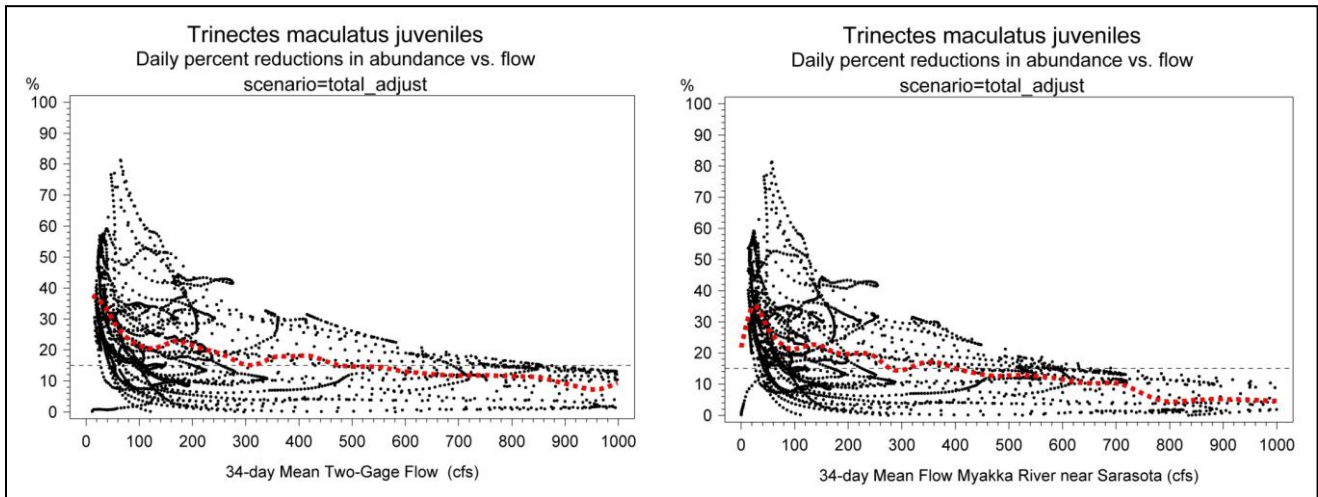 Trinectes maculatus juveniles
Daily percent reductions in abundance vs. flow
scenario=total_adjust
%
100
90
80
70
60
50
40
30
20
10
0
0 100 200 300 400 500 600 700 800 900 1000
34-day Mean Two-Gage Flow (cfs)
Trinectes maculatus juveniles
Daily percent reductions in abundance vs. flow
scenario=total_adjust
%
100
90
80
70
60
50
40
30
20
10
0
0 100 200 300 400 500 600 700 800 900 1000
34-day Mean Flow Myakka River near Sarasota (cfs)